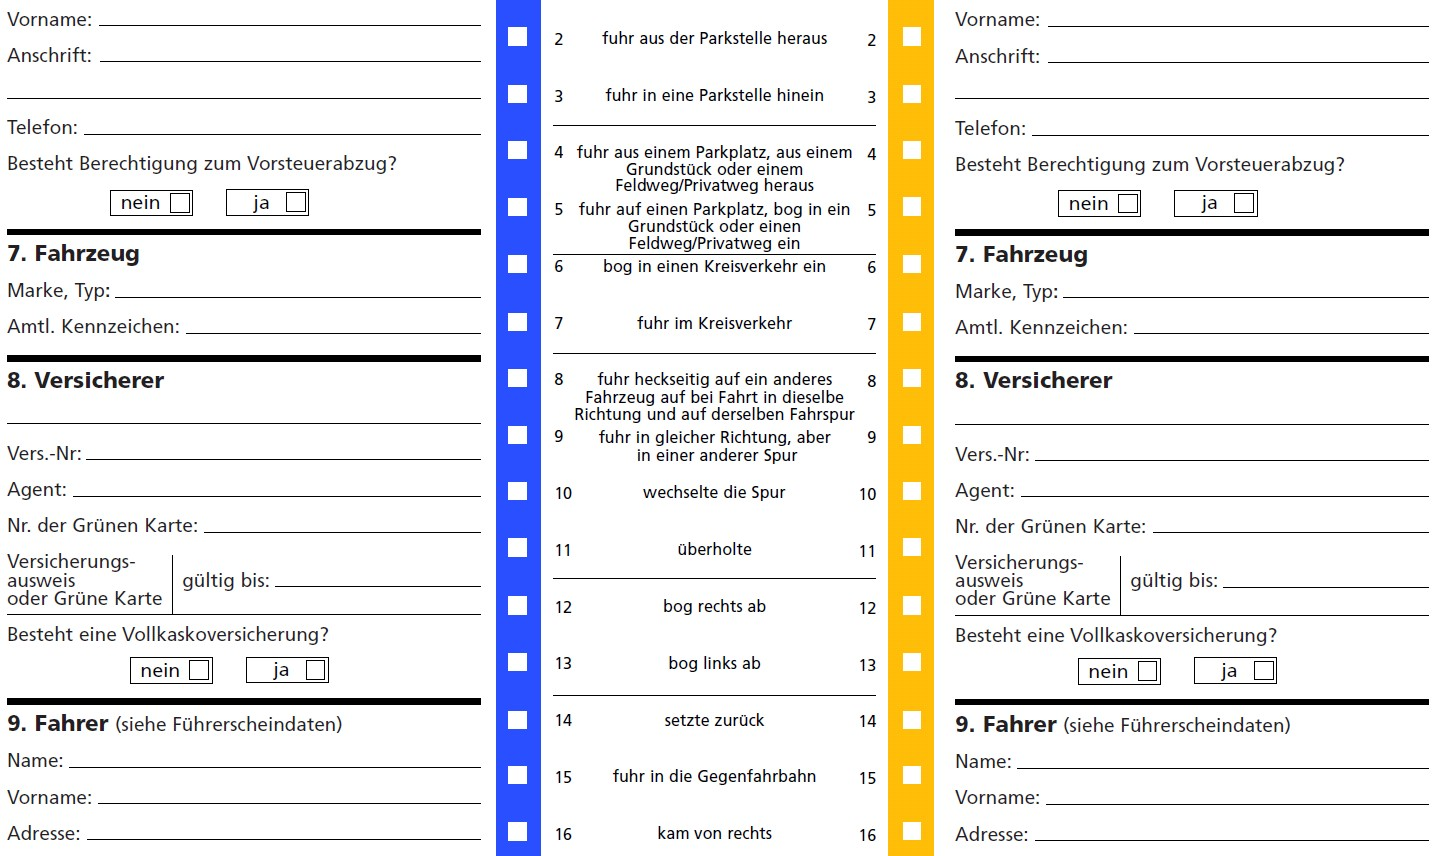 Vorname:
Anschrift:
Telefon:
Besteht Berechtigung zum Vorsteuerabzug?
nein ja
7. Fahrzeug
Marke, Typ:
Amtl. Kennzeichen:
8. Versicherer
Vers.-Nr:
Agent:
Nr. der Grünen Karte:
Versicherungs-
ausweis
oder Grüne Karte
gültig bis:
Besteht eine Vollkaskoversicherung?
nein ja
9. Fahrer (siehe Führerscheindaten)
Name:
Vorname:
Adresse:
2 fuhr aus der Parkstelle heraus 2
3 fuhr in eine Parkstelle hinein 3
4 fuhr aus einem Parkplatz, aus einem 4
Grundstück oder einem
Feldweg/Privatweg heraus
5 fuhr auf einen Parkplatz, bog in ein 5
Grundstück oder einen
Feldweg/Privatweg ein
6 bog in einen Kreisverkehr ein 6
7 fuhr im Kreisverkehr 7
8 fuhr heckseitig auf ein anderes 8
Fahrzeug auf bei Fahrt in dieselbe
Richtung und auf derselben Fahrspur
9 fuhr in gleicher Richtung, aber 9
in einer anderer Spur
10 wechselte die Spur 10
11 überholte 11
12 bog rechts ab 12
13 bog links ab 13
14 setzte zurück 14
15 fuhr in die Gegenfahrbahn 15
16 kam von rechts 16
Vorname:
Anschrift:
Telefon:
Besteht Berechtigung zum Vorsteuerabzug?
nein ja
7. Fahrzeug
Marke, Typ:
Amtl. Kennzeichen:
8. Versicherer
Vers.-Nr:
Agent:
Nr. der Grünen Karte:
Versicherungs-
ausweis
oder Grüne Karte
gültig bis:
Besteht eine Vollkaskoversicherung?
nein ja
9. Fahrer (siehe Führerscheindaten)
Name:
Vorname:
Adresse: